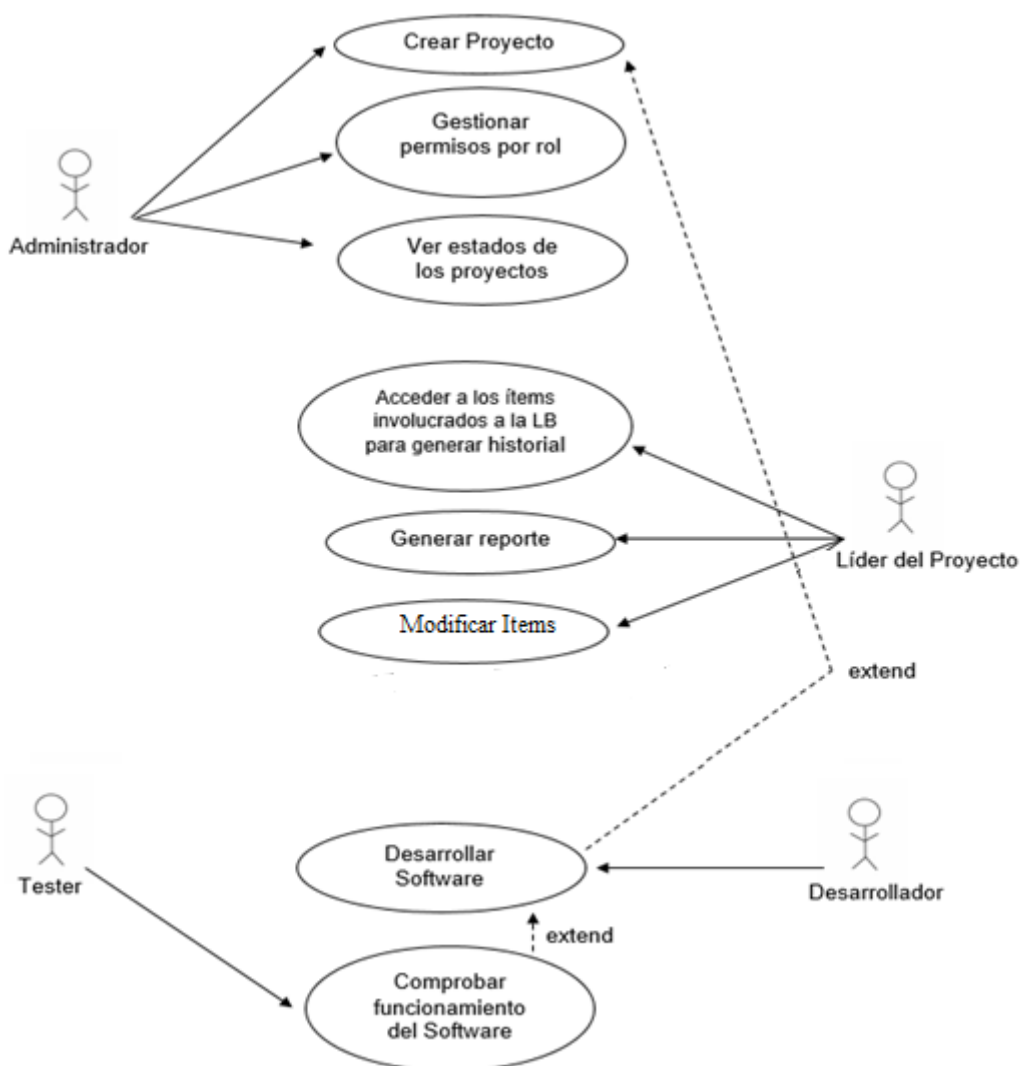 Crear Proyecto
Gestionar
permisos por rol
Administrador
Ver estados de
los proyectos
Acceder a los ítems
involucrados a la LB
para generar historial
Generar reporte
Líder del Proyecto
Modificar Items
extend
Tester
Desarrollar
Software
Desarrollador
extend
Comprobar
funcionamiento
del Software